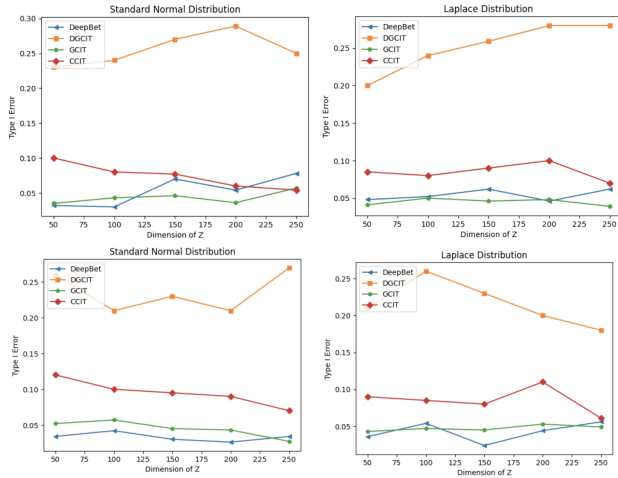 Standard Normal Distribution
DeepBet
DGCIT
GCIT
CCIT
0.30
0.25
0.20
0.15
0.10
0.05
Type I Error
50 75 100 125 150 175 200 225 250
Dimension of Z
Laplace Distribution
DeepBet
DGCIT
GCIT
CCIT
0.25
0.20
0.15
0.10
0.05
Type I Error
50 75 100 125 150 175 200 225 250
Dimension of Z
Standard Normal Distribution
DeepBet
DGCIT
GCIT
CCIT
0.25
0.20
0.15
0.10
0.05
Type I Error
50 75 100 125 150 175 200 225 250
Dimension of Z
Laplace Distribution
DeepBet
DGCIT
GCIT
CCIT
0.25
0.20
0.15
0.10
0.05
Type I Error
50 75 100 125 150 175 200 225 250
Dimension of Z